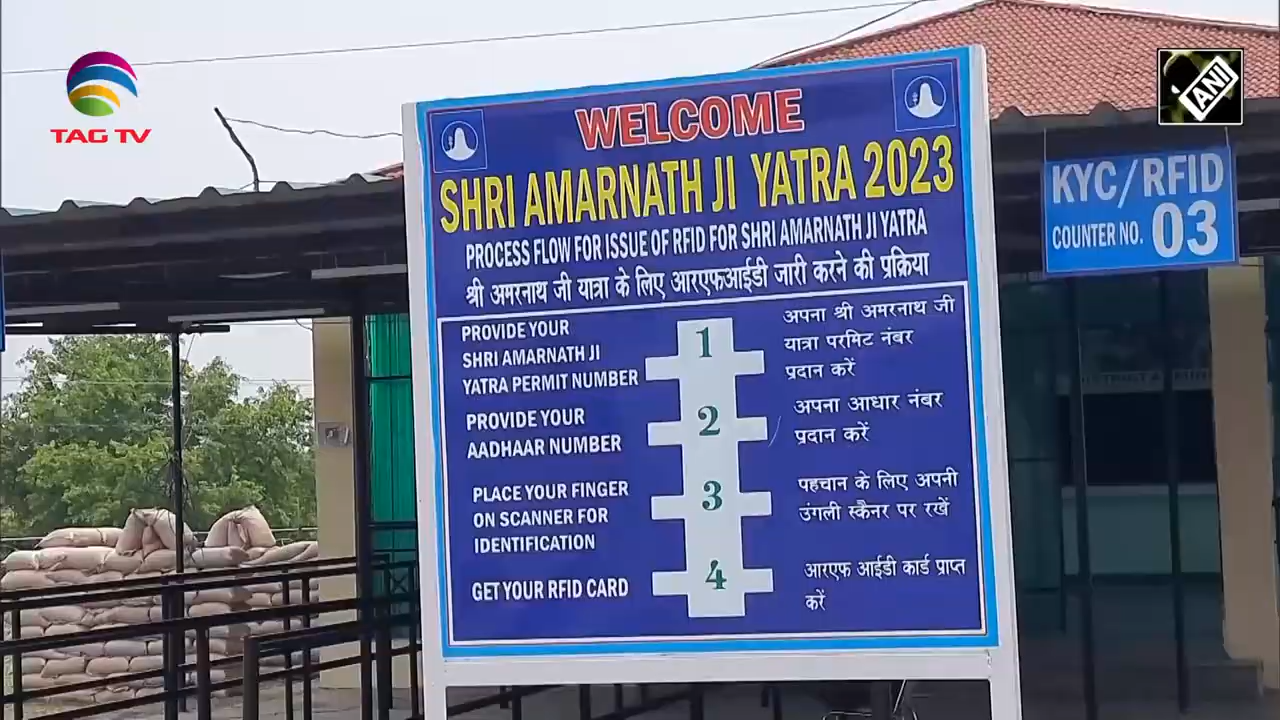 TAG TV
ANI
WELCOME
SHRI AMARNATH JI YATRA 2023
PROCESS FLOW FOR ISSUE OF RFID FOR SHRI AMARNATH JI YATRA
श्री अमरनाथ जी यात्रा के लिए आरएफआईडी जारी करने की प्रक्रिया
PROVIDE YOUR
SHRI AMARNATH JI
YATRA PERMIT NUMBER
1
अपना श्री अमरनाथ जी
यात्रा परमिट नंबर
प्रदान करें
PROVIDE YOUR
AADHAAR NUMBER
2
अपना आधार नंबर
प्रदान करें
PLACE YOUR FINGER
ON SCANNER FOR
IDENTIFICATION
3
पहचान के लिए अपनी
उंगली स्कैनर पर रखें
GET YOUR RFID CARD
4
आरएफ आईडी कार्ड प्राप्त
करें
KYC/RFID
COUNTER NO. 03